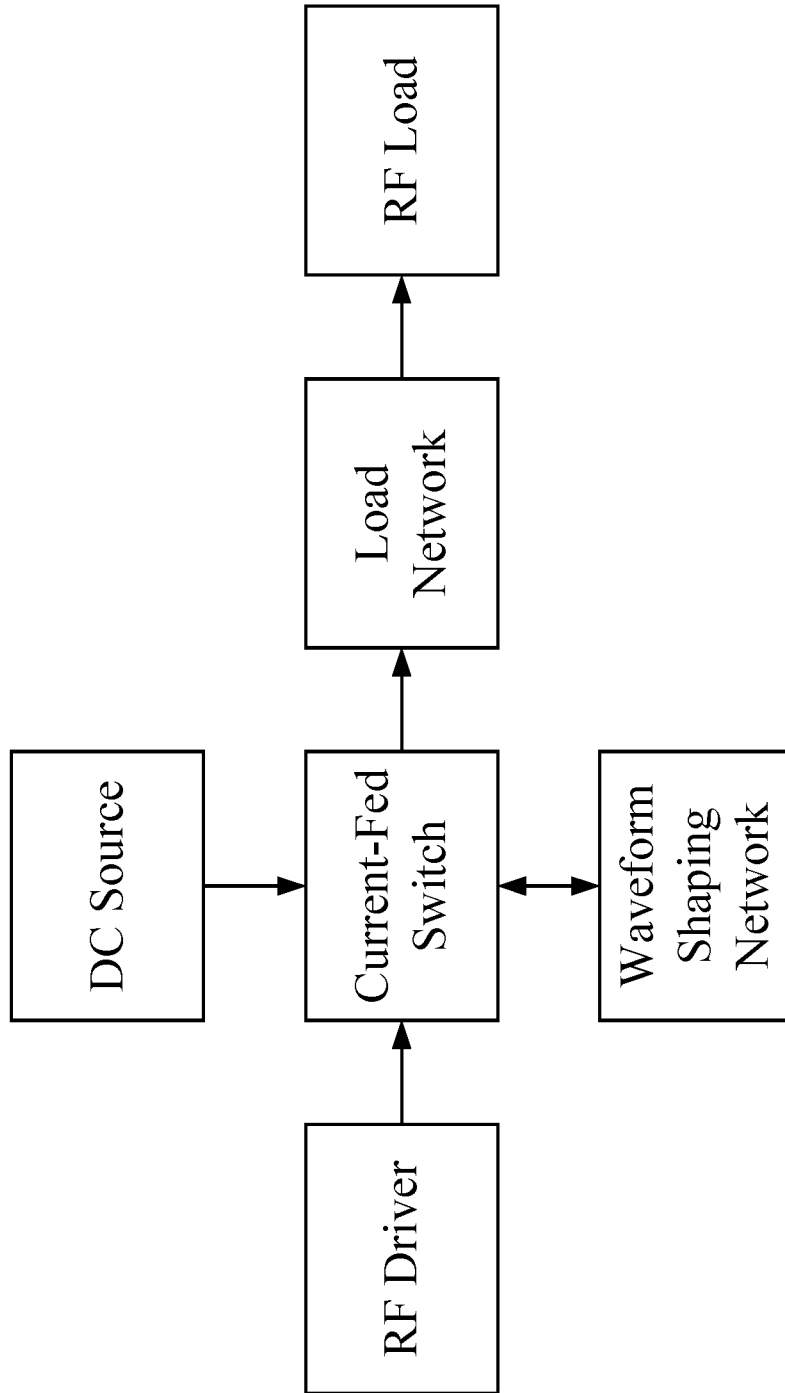 DC Source
RF Driver
Current-Fed
Switch
Load
Network
RF Load
Waveform
Shaping
Network